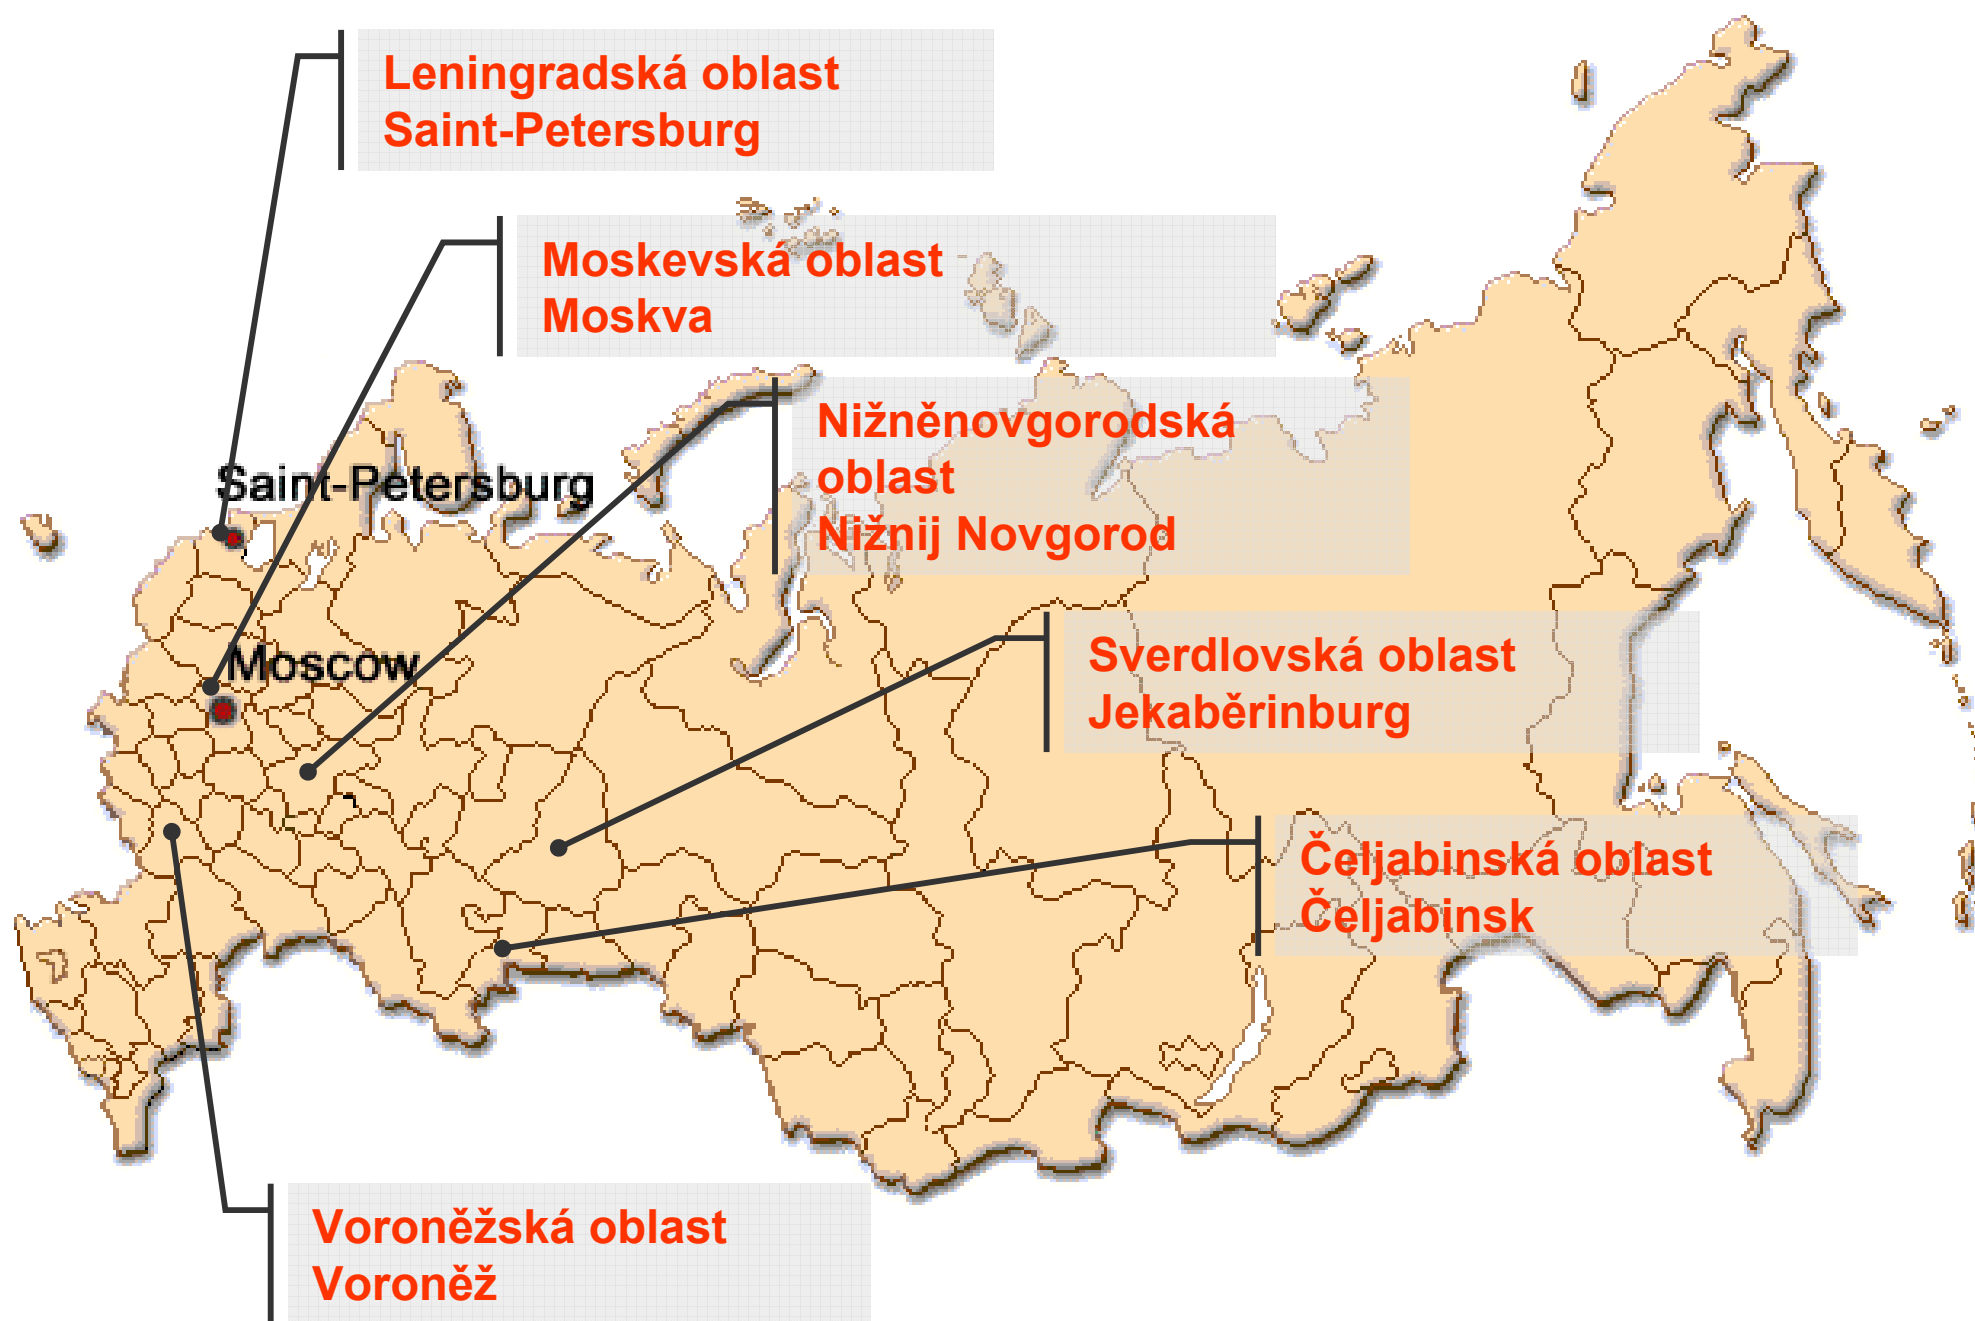 Leningradská oblast
Saint-Petersburg
Moskevská oblast
Moskva
Nižněnovgorodská
oblast
Nižnij Novgorod
Saint-Petersburg
Moscow
Sverdlovská oblast
Jekaběrinburg
Čeljabinská oblast
Čeljabinsk
Voroněžská oblast
Voroněž